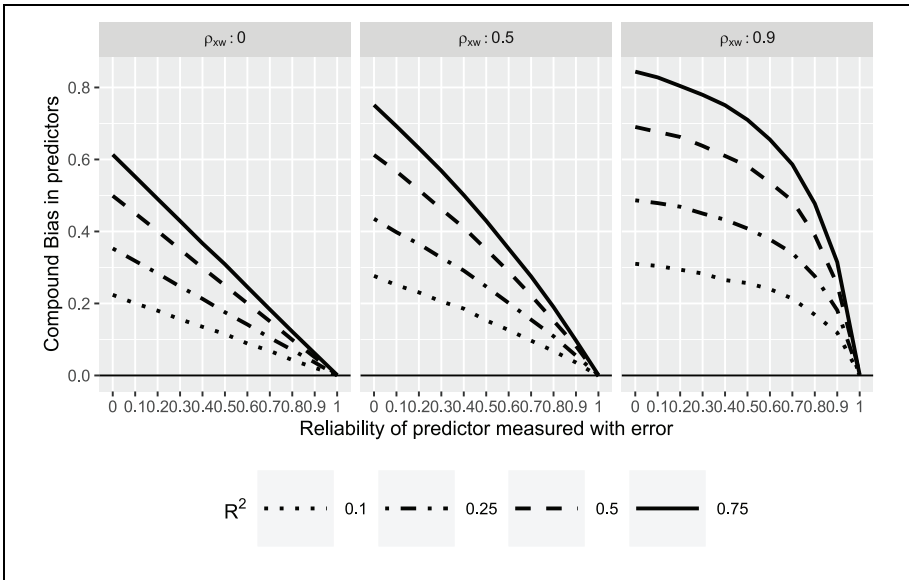 ρxw : 0 ρxw : 0.5 ρxw : 0.9
Compound Bias in predictors
0.8
0.6
0.4
0.2
0.0
0 0.10.20.30.40.50.60.70.80.9 1 0 0.10.20.30.40.50.60.70.80.9 1 0 0.10.20.30.40.50.60.70.80.9 1
Reliability of predictor measured with error
R² 0.1 0.25 0.5 0.75